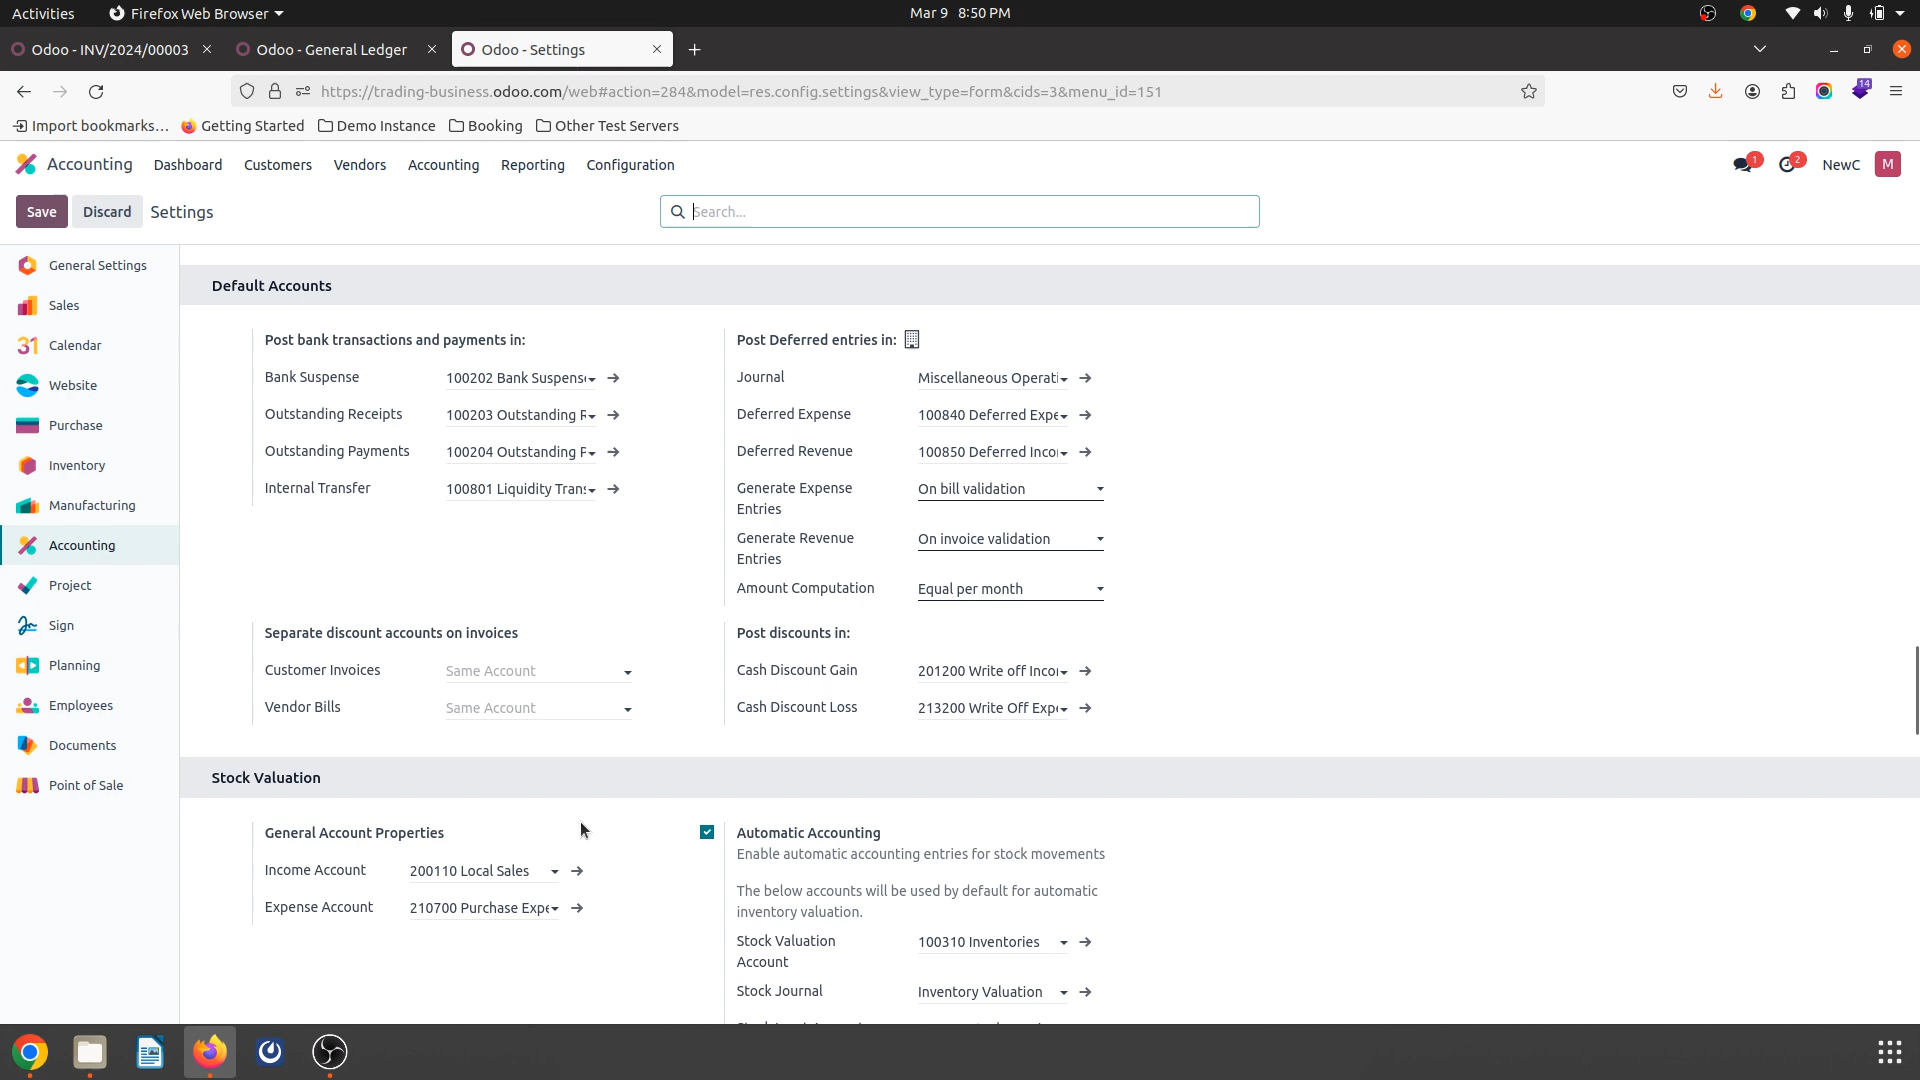 Activities
Firefox Web Browser
Mar 9 8:50 PM
Odoo - INV/2024/00003
Odoo - General Ledger
Odoo - Settings
https://trading-business.odoo.com/web#action=284&model=res.config.settings&view_type=form&cids=3&menu_id=151
14
Import bookmarks...
Getting Started
Demo Instance
Booking
Other Test Servers
Accounting
Dashboard
Customers
Vendors
Accounting
Reporting
Configuration
1
2
NewC
M
Save
Discard
Settings
Search...
General Settings
Sales
31 Calendar
Website
Purchase
Inventory
Manufacturing
Accounting
Project
Sign
Planning
Employees
Documents
Point of Sale
Default Accounts
Post bank transactions and payments in:
Bank Suspense
100202 Bank Suspens
Outstanding Receipts
100203 Outstanding R
Outstanding Payments
100204 Outstanding P
Internal Transfer
100801 Liquidity Trans
Post Deferred entries in:
Journal
Miscellaneous Operati
Deferred Expense
100840 Deferred Expe
Deferred Revenue
100850 Deferred Inco
Generate Expense
Entries
On bill validation
Generate Revenue
Entries
On invoice validation
Amount Computation
Equal per month
Separate discount accounts on invoices
Customer Invoices
Same Account
Vendor Bills
Same Account
Post discounts in:
Cash Discount Gain
201200 Write off Inco
Cash Discount Loss
213200 Write Off Expe
Stock Valuation
General Account Properties
Income Account
200110 Local Sales
Expense Account
210700 Purchase Expe
Automatic Accounting
Enable automatic accounting entries for stock movements
The below accounts will be used by default for automatic
inventory valuation.
Stock Valuation
Account
100310 Inventories
Stock Journal
Inventory Valuation